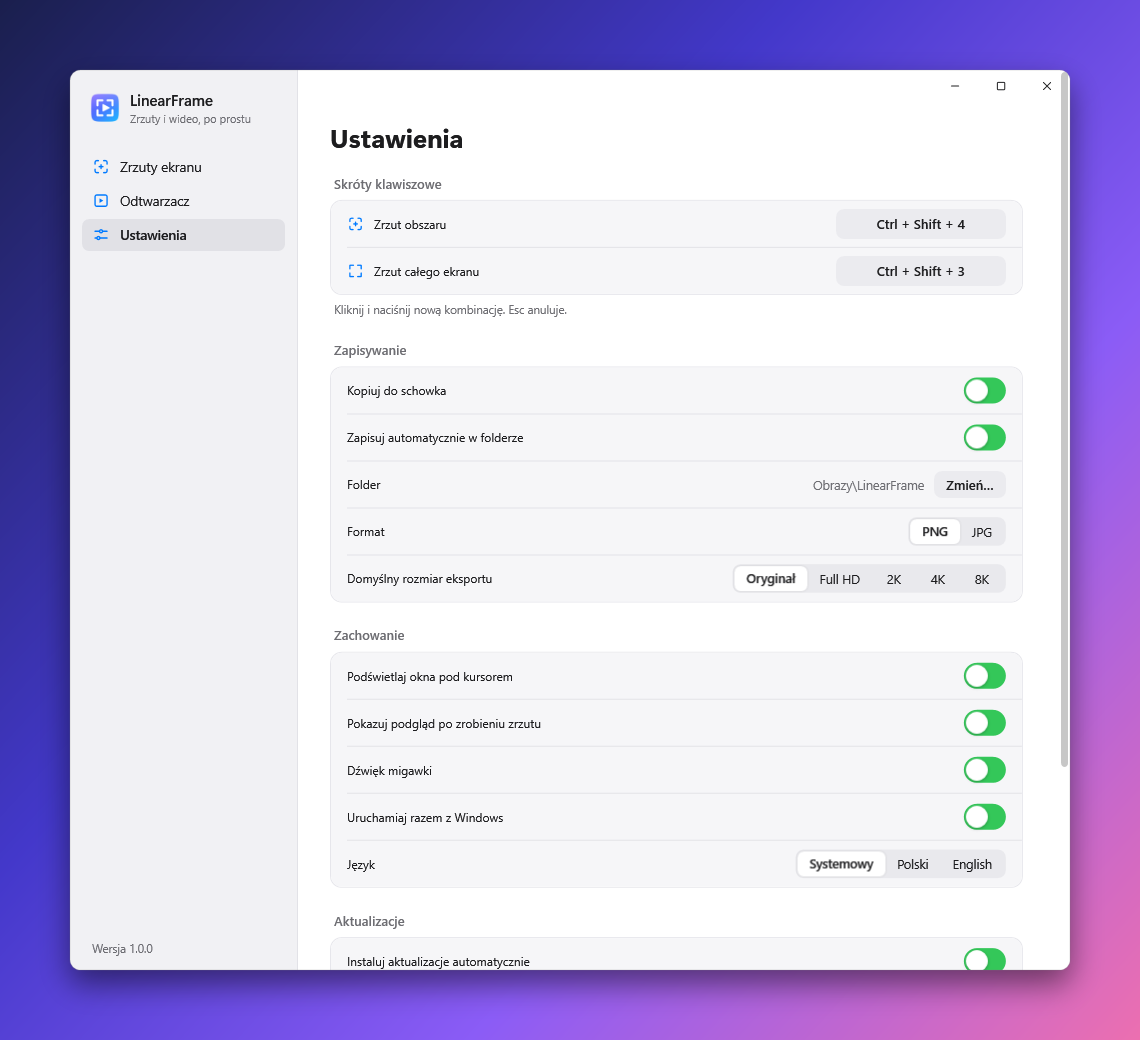 LinearFrame
Zrzuty i wideo, po prostu
Zrzuty ekranu
Odtwarzacz
Ustawienia
Wersja 1.0.0
Ustawienia
Skróty klawiszowe
Zrzut obszaru
Ctrl + Shift + 4
Zrzut całego ekranu
Ctrl + Shift + 3
Kliknij i naciśnij nową kombinację. Esc anuluje.
Zapisywanie
Kopiuj do schowka
Zapisuj automatycznie w folderze
Folder
Obrazy\LinearFrame
Zmień...
Format
PNG
JPG
Domyślny rozmiar eksportu
Oryginał
Full HD
2K
4K
8K
Zachowanie
Podświetlaj okna pod kursorem
Pokazuj podgląd po zrobieniu zrzutu
Dźwięk migawki
Uruchamiaj razem z Windows
Język
Systemowy
Polski
English
Aktualizacje
Instaluj aktualizacje automatycznie